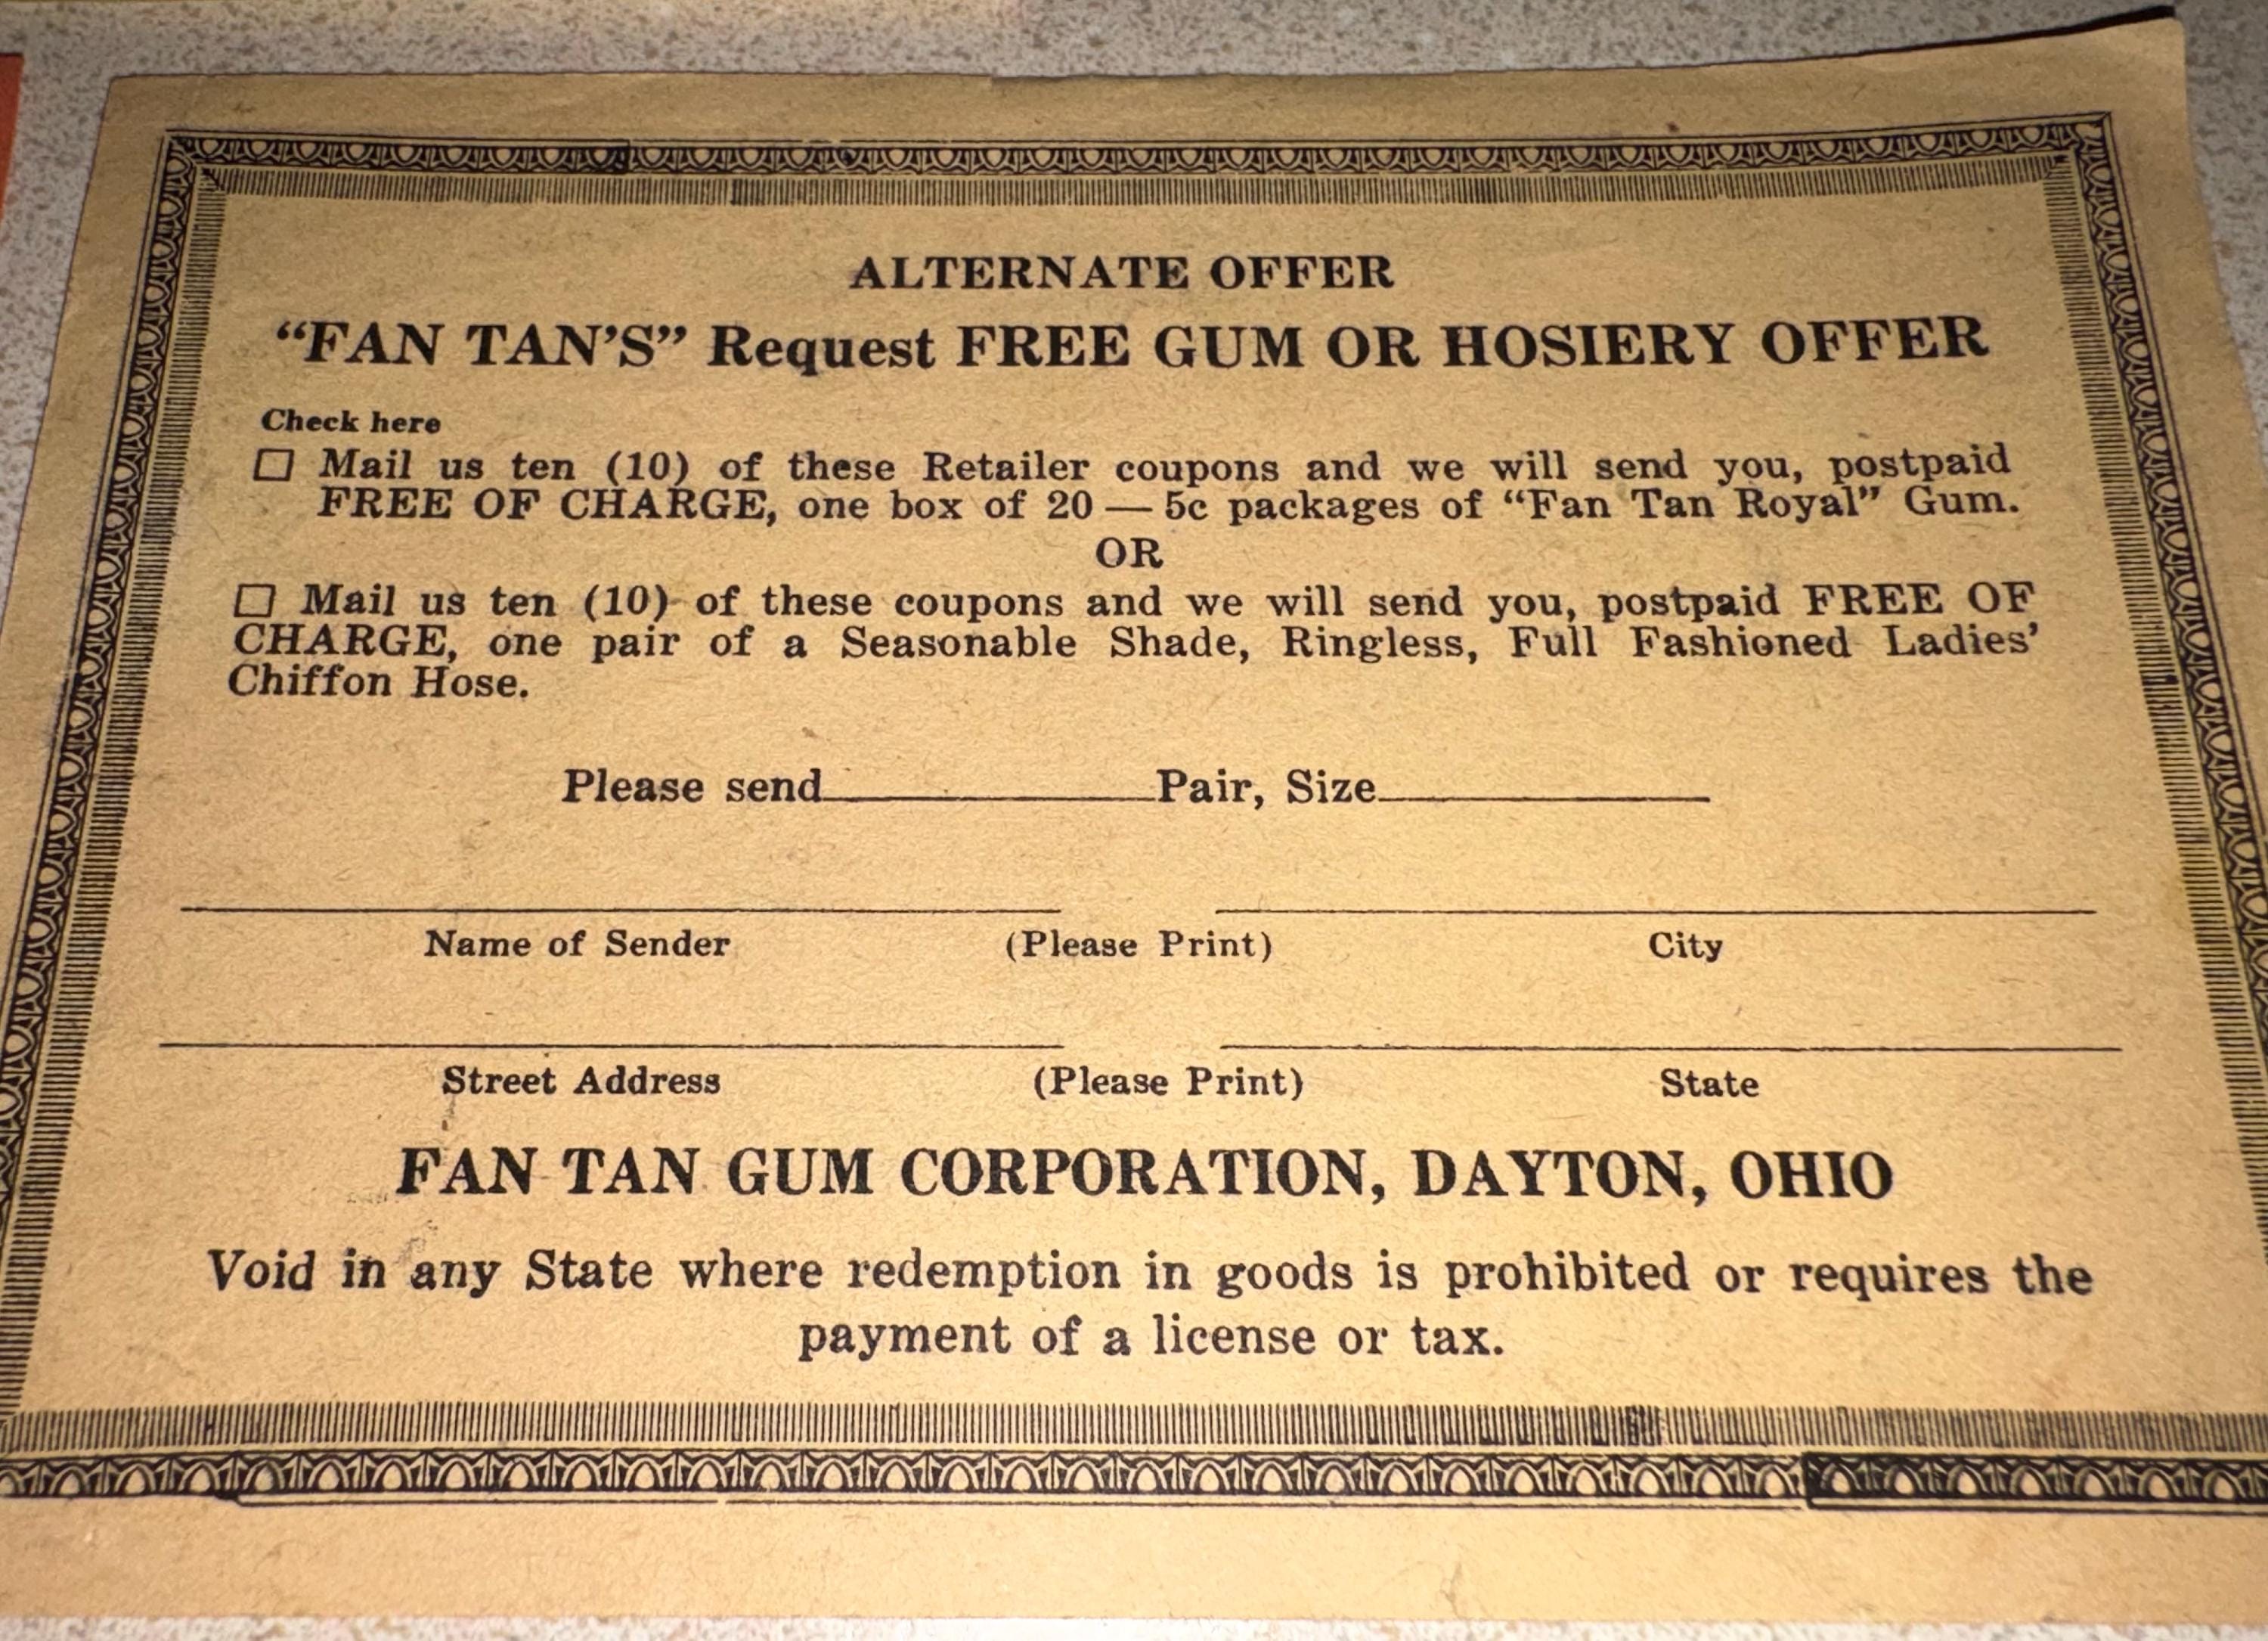 ALTERNATE OFFER
"FAN TAN'S" Request FREE GUM OR HOSIERY OFFER
Check here
☐ Mail us ten (10) of these Retailer coupons and we will send you, postpaid
FREE OF CHARGE, one box of 20 — 5c packages of "Fan Tan Royal" Gum.
OR
☐ Mail us ten (10) of these coupons and we will send you, postpaid FREE OF
CHARGE, one pair of a Seasonable Shade, Ringless, Full Fashioned Ladies'
Chiffon Hose.
Please send__________Pair, Size__________
Name of Sender (Please Print) City
Street Address (Please Print) State
FAN TAN GUM CORPORATION, DAYTON, OHIO
Void in any State where redemption in goods is prohibited or requires the
payment of a license or tax.